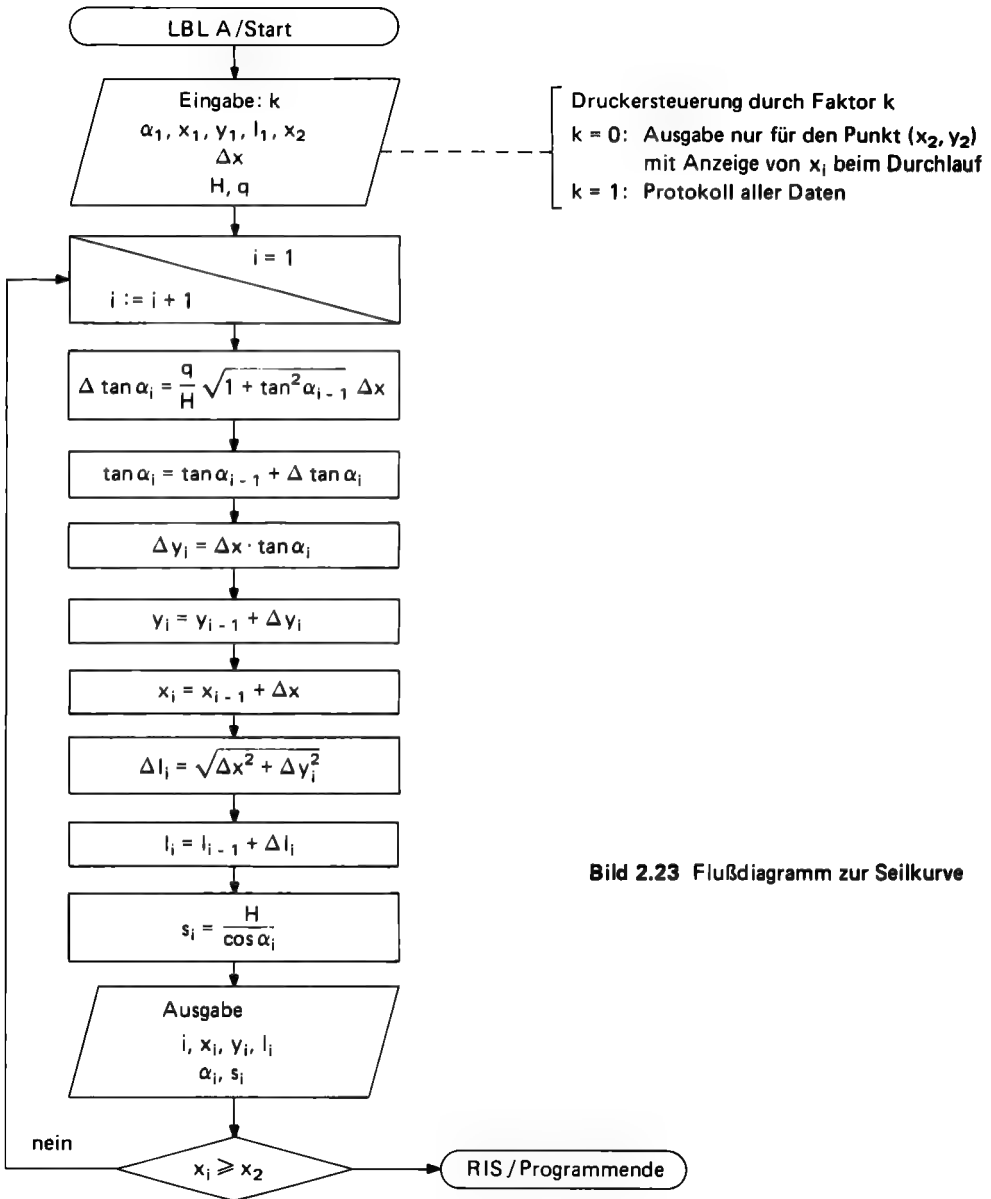 LBL A/Start
Eingabe: k
α₁, x₁, y₁, l₁, x₂
Δx
H, q
Druckersteuerung durch Faktor k
k = 0: Ausgabe nur für den Punkt (x₂, y₂)
mit Anzeige von xᵢ beim Durchlauf
k = 1: Protokoll aller Daten
i = 1
i := i + 1
Δ tan αᵢ = q/H √(1 + tan² αᵢ₋₁) Δx
tan αᵢ = tan αᵢ₋₁ + Δ tan αᵢ
Δyᵢ = Δx · tan αᵢ
yᵢ = yᵢ₋₁ + Δyᵢ
xᵢ = xᵢ₋₁ + Δx
Δlᵢ = √(Δx² + Δyᵢ²)
lᵢ = lᵢ₋₁ + Δlᵢ
Bild 2.23 Flußdiagramm zur Seilkurve
sᵢ = H/cos αᵢ
Ausgabe
i, xᵢ, yᵢ, lᵢ
αᵢ, sᵢ
nein
xᵢ ⩾ x₂
RIS/Programmende